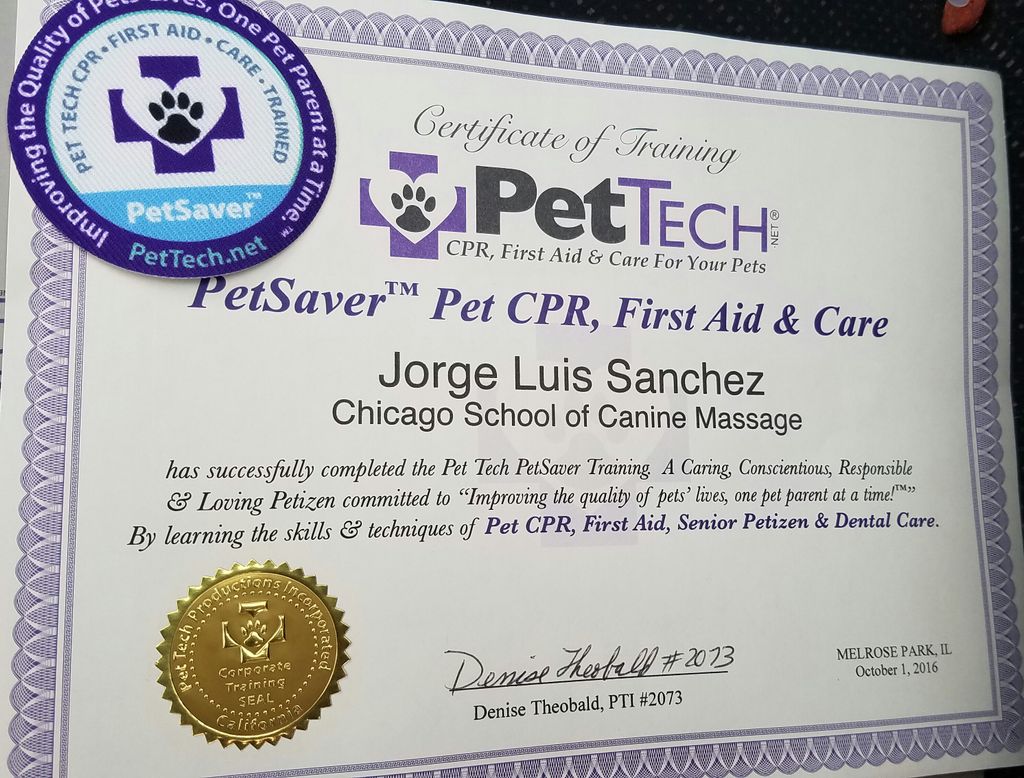 Improving the Quality of Pets' Lives, One Pet Parent at a Time.™
PET TECH CPR • FIRST AID • CARE • TRAINED
PetSaver™
PetTech.net
Certificate of Training
PetTECH.NET®
CPR, First Aid & Care For Your Pets
PetSaver™ Pet CPR, First Aid & Care
Jorge Luis Sanchez
Chicago School of Canine Massage
has successfully completed the Pet Tech PetSaver Training A Caring, Conscientious, Responsible
& Loving Petizen committed to “Improving the quality of pets’ lives, one pet parent at a time!™”
By learning the skills & techniques of Pet CPR, First Aid, Senior Petizen & Dental Care.
Pet Tech Productions Incorporated
Corporate
Training
SEAL
California
Denise Theobald #2073
Denise Theobald, PTI #2073
MELROSE PARK, IL
October 1, 2016